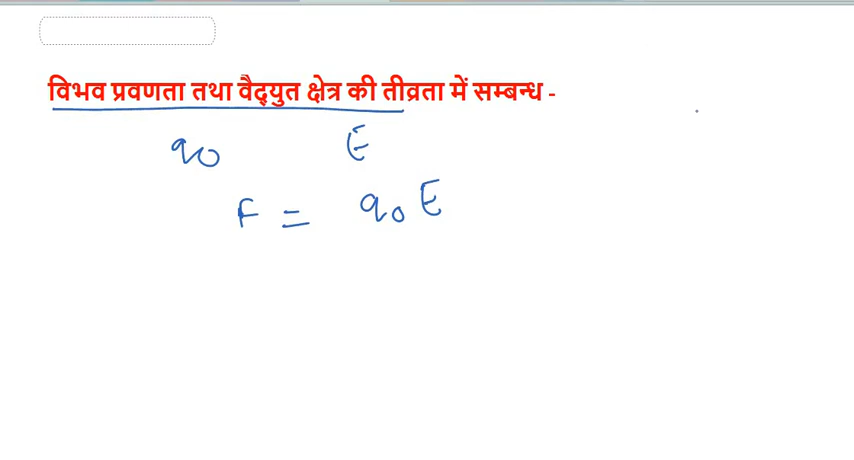 विभव प्रवणता तथा वैद्युत क्षेत्र की तीव्रता में सम्बन्ध -
q0 E
F = q0 E